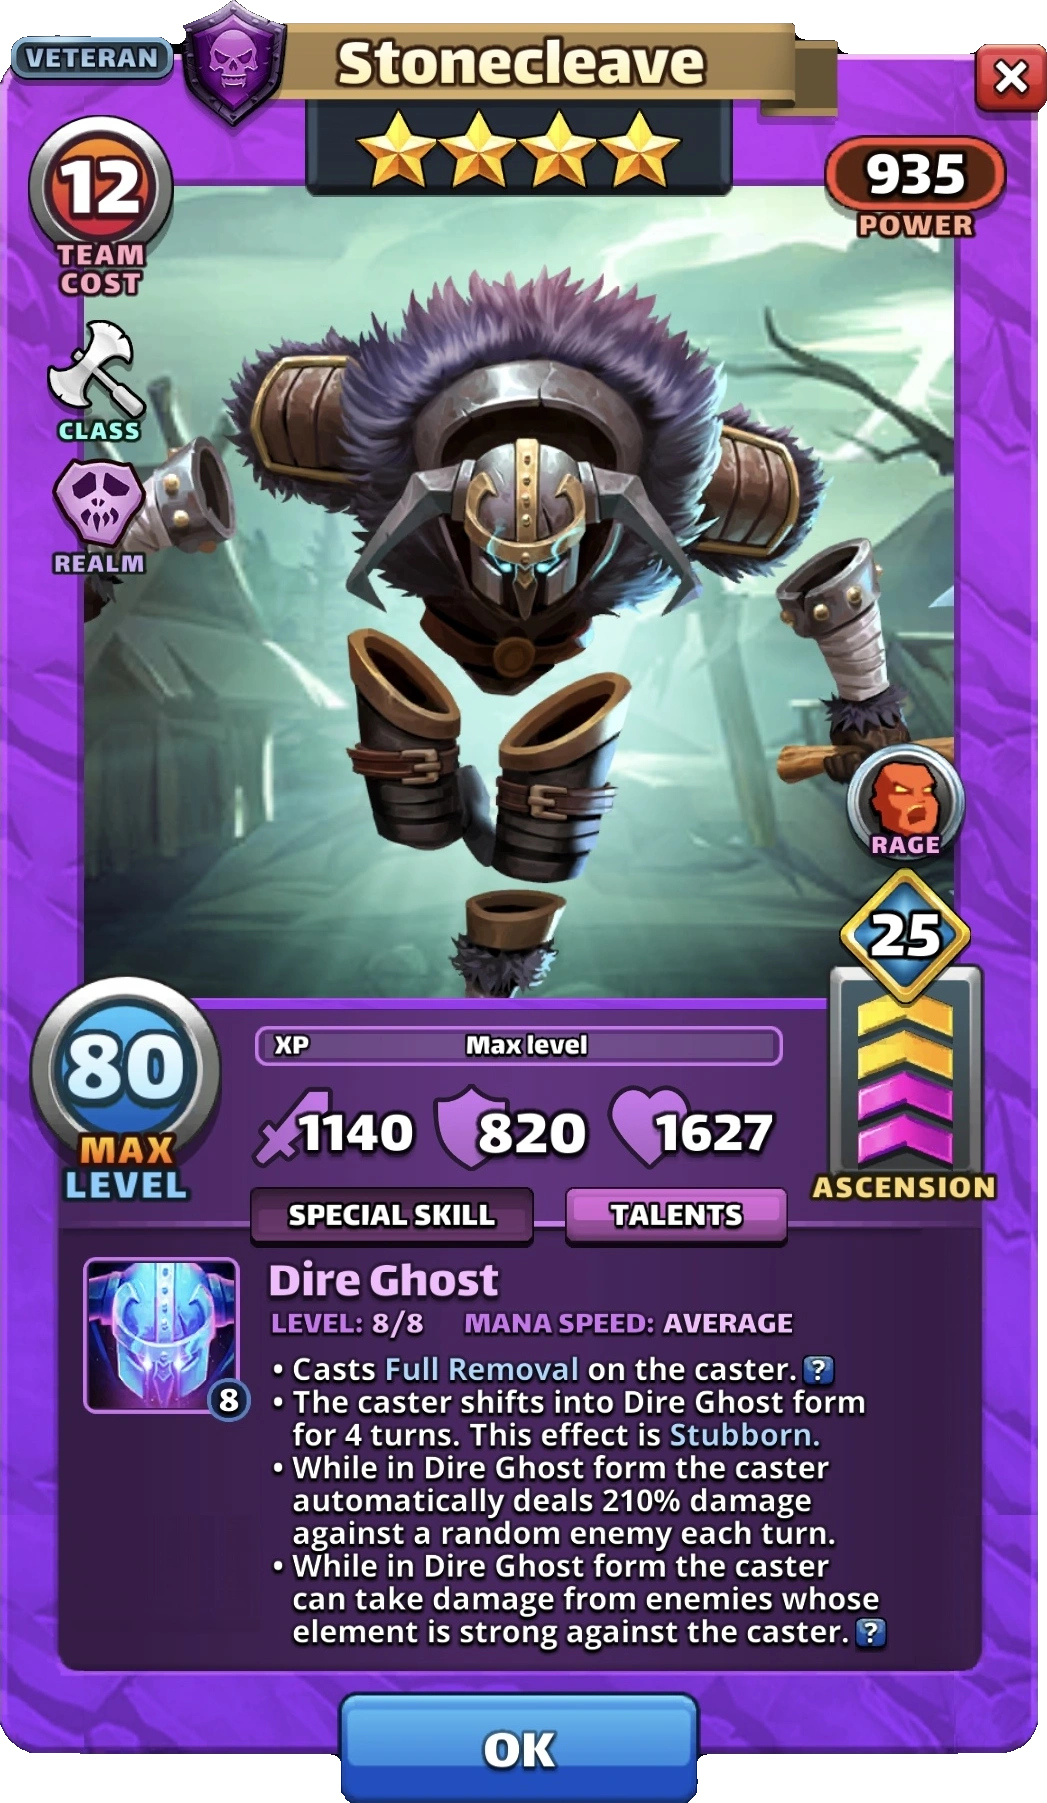 VETERAN
Stonecleave
12
TEAM
COST
935
POWER
CLASS
REALM
RAGE
25
80
MAX
LEVEL
XP Max level
1140 820 1627
ASCENSION
SPECIAL SKILL TALENTS
Dire Ghost
LEVEL: 8/8 MANA SPEED: AVERAGE
8
• Casts Full Removal on the caster. ?
• The caster shifts into Dire Ghost form
for 4 turns. This effect is Stubborn.
• While in Dire Ghost form the caster
automatically deals 210% damage
against a random enemy each turn.
• While in Dire Ghost form the caster
can take damage from enemies whose
element is strong against the caster. ?
OK